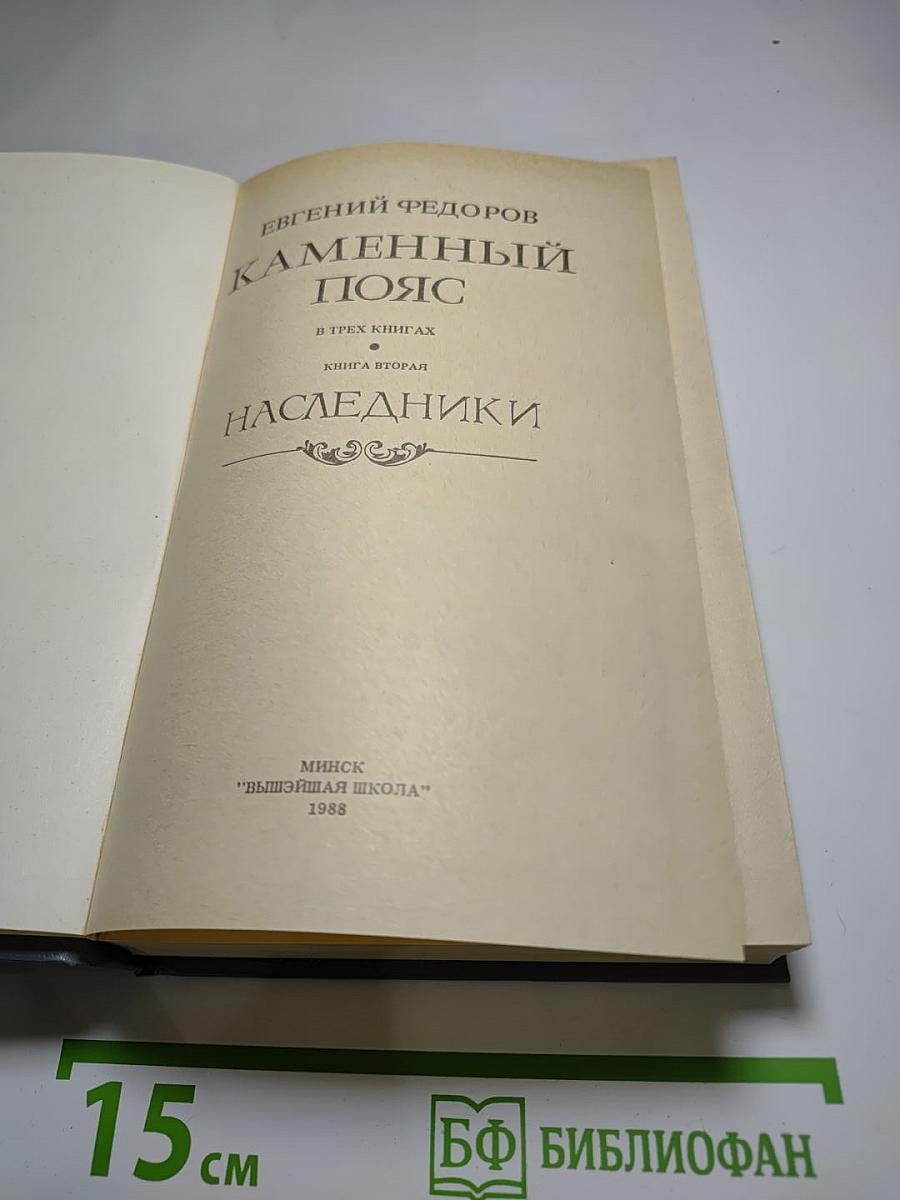 ЕВГЕНИЙ ФЕДОРОВ
КАМЕННЫЙ
ПОЯС
В ТРЕХ КНИГАХ
КНИГА ВТОРАЯ
НАСЛЕДНИКИ
МИНСК
"ВЫШЭЙШАЯ ШКОЛА"
1988
15 см
БФ БИБЛИОФАН